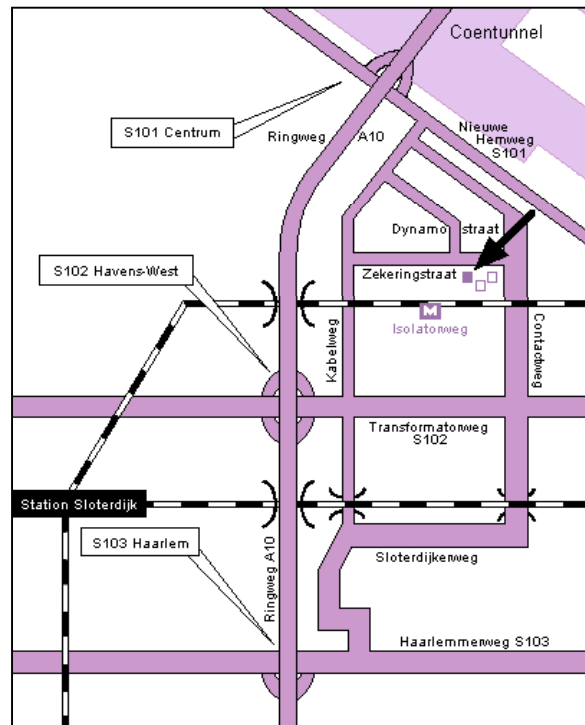 Coentunnel
S101 Centrum
Ringweg
A10
Nieuwe
Hemweg
S101
Dynamo straat
S102 Havens-West
Zekeringstraat
M
Isolatorweg
Kabelweg
Contactweg
Transformatorweg
S102
Station Sloterdijk
S103 Haarlem
Ringweg A10
Sloterdijkerweg
Haarlemmerweg S103